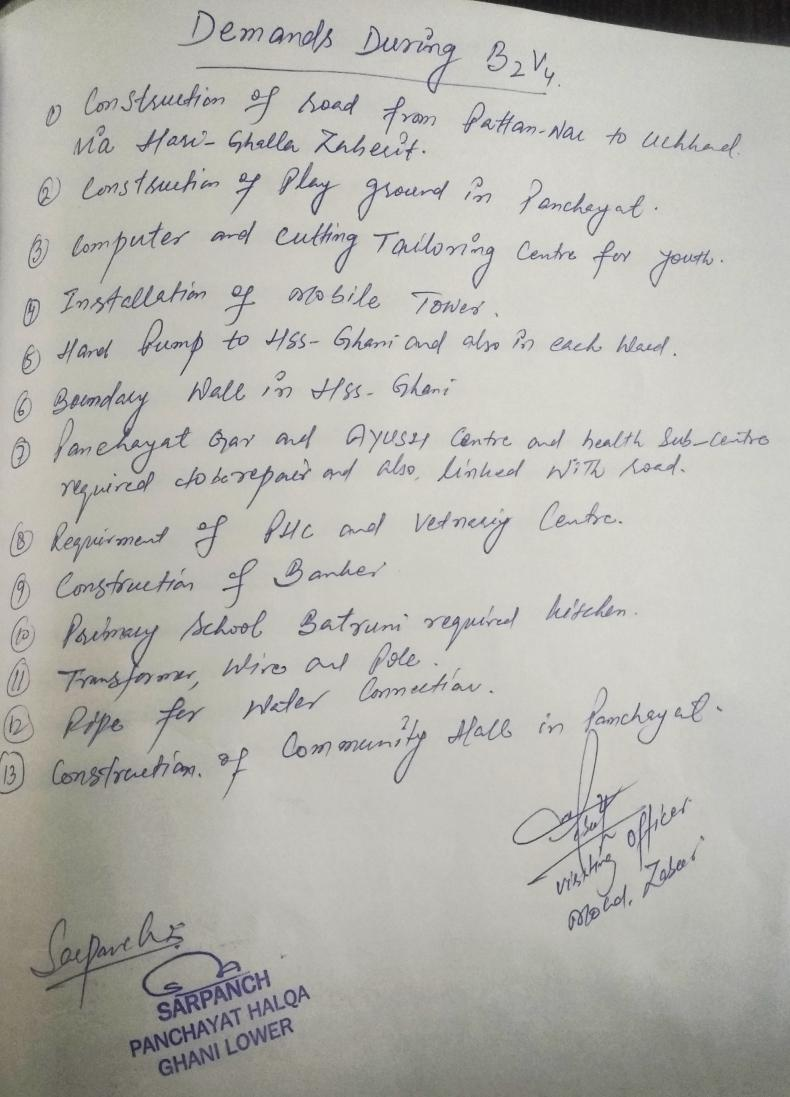 Demands During B2V4.
① Construction of road from Pattan-Nar to Uchhad.
via Hari-Ghalla Zaberit.
② Construction of Play ground in Panchayat.
③ Computer and Cutting Tailoring Centre for youth.
④ Installation of Mobile Tower.
⑤ Hand Pump to HSS-Ghani and also in each Ward.
⑥ Boundary Wall in HSS-Ghani
⑦ Panchayat Gar and AYUSH Centre and health Sub-Centre
required to be repair and also, linked with road.
⑧ Requirment of PHC and Vetnariy Centre.
⑨ Construction of Banker
⑩ Primary School Batruni required kitchen.
⑪ Transformer, Wire and Pole.
⑫ Pipe for Water Connection.
⑬ Construction. of Community Hall in Panchayat.
Visiting Officer
Mohd. Zabeer
Sarpanch
SARPANCH
PANCHAYAT HALQA
GHANI LOWER